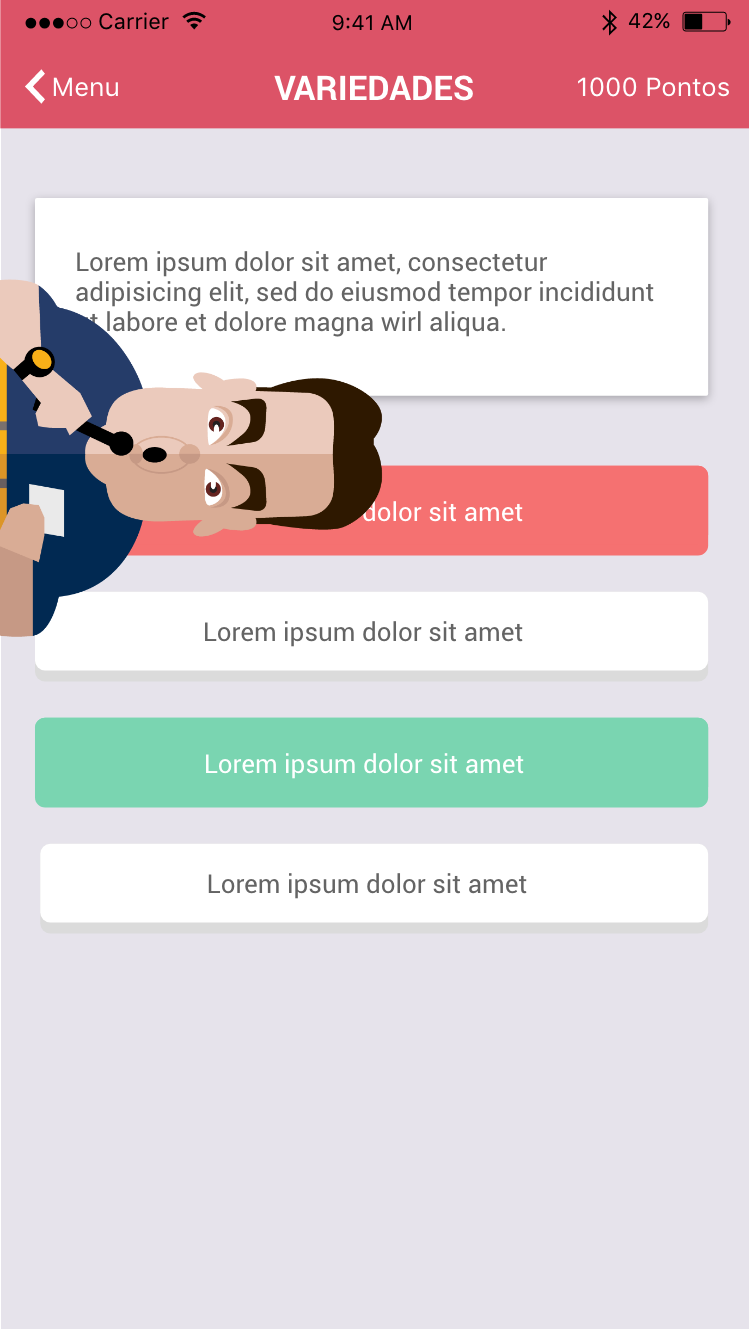 Carrier 9:41 AM 42%
Menu VARIEDADES 1000 Pontos
Lorem ipsum dolor sit amet, consectetur
adipisicing elit, sed do eiusmod tempor incididunt
labore et dolore magna wirl aliqua.
dolor sit amet
Lorem ipsum dolor sit amet
Lorem ipsum dolor sit amet
Lorem ipsum dolor sit amet